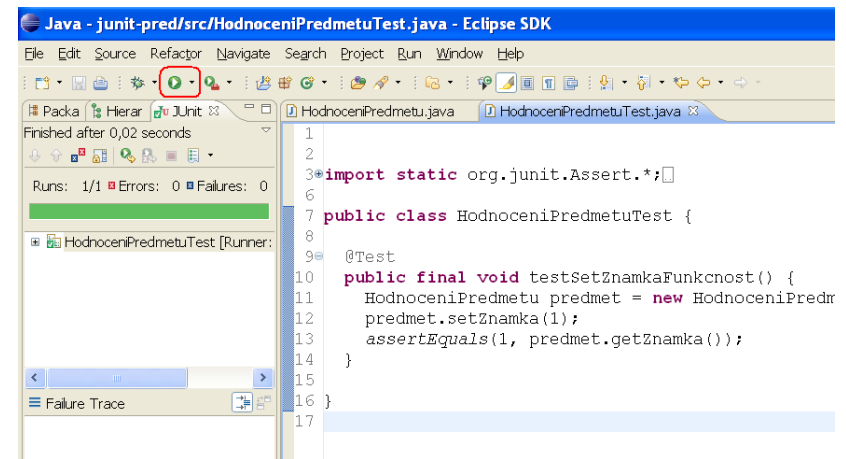 Java - junit-pred/src/HodnoceniPredmetuTest.java - Eclipse SDK
File Edit Source Refactor Navigate Search Project Run Window Help
Packa Hierar JUnit HodnoceniPredmetu.java HodnoceniPredmetuTest.java
Finished after 0,02 seconds
Runs: 1/1 Errors: 0 Failures: 0
HodnoceniPredmetuTest [Runner:
Failure Trace
1
2
3 import static org.junit.Assert.*;
6
7 public class HodnoceniPredmetuTest {
8
9 @Test
10 public final void testSetZnamkaFunkcnost() {
11 HodnoceniPredmetu predmet = new HodnoceniPredm
12 predmet.setZnamka(1);
13 assertEquals(1, predmet.getZnamka());
14 }
15
16 }
17